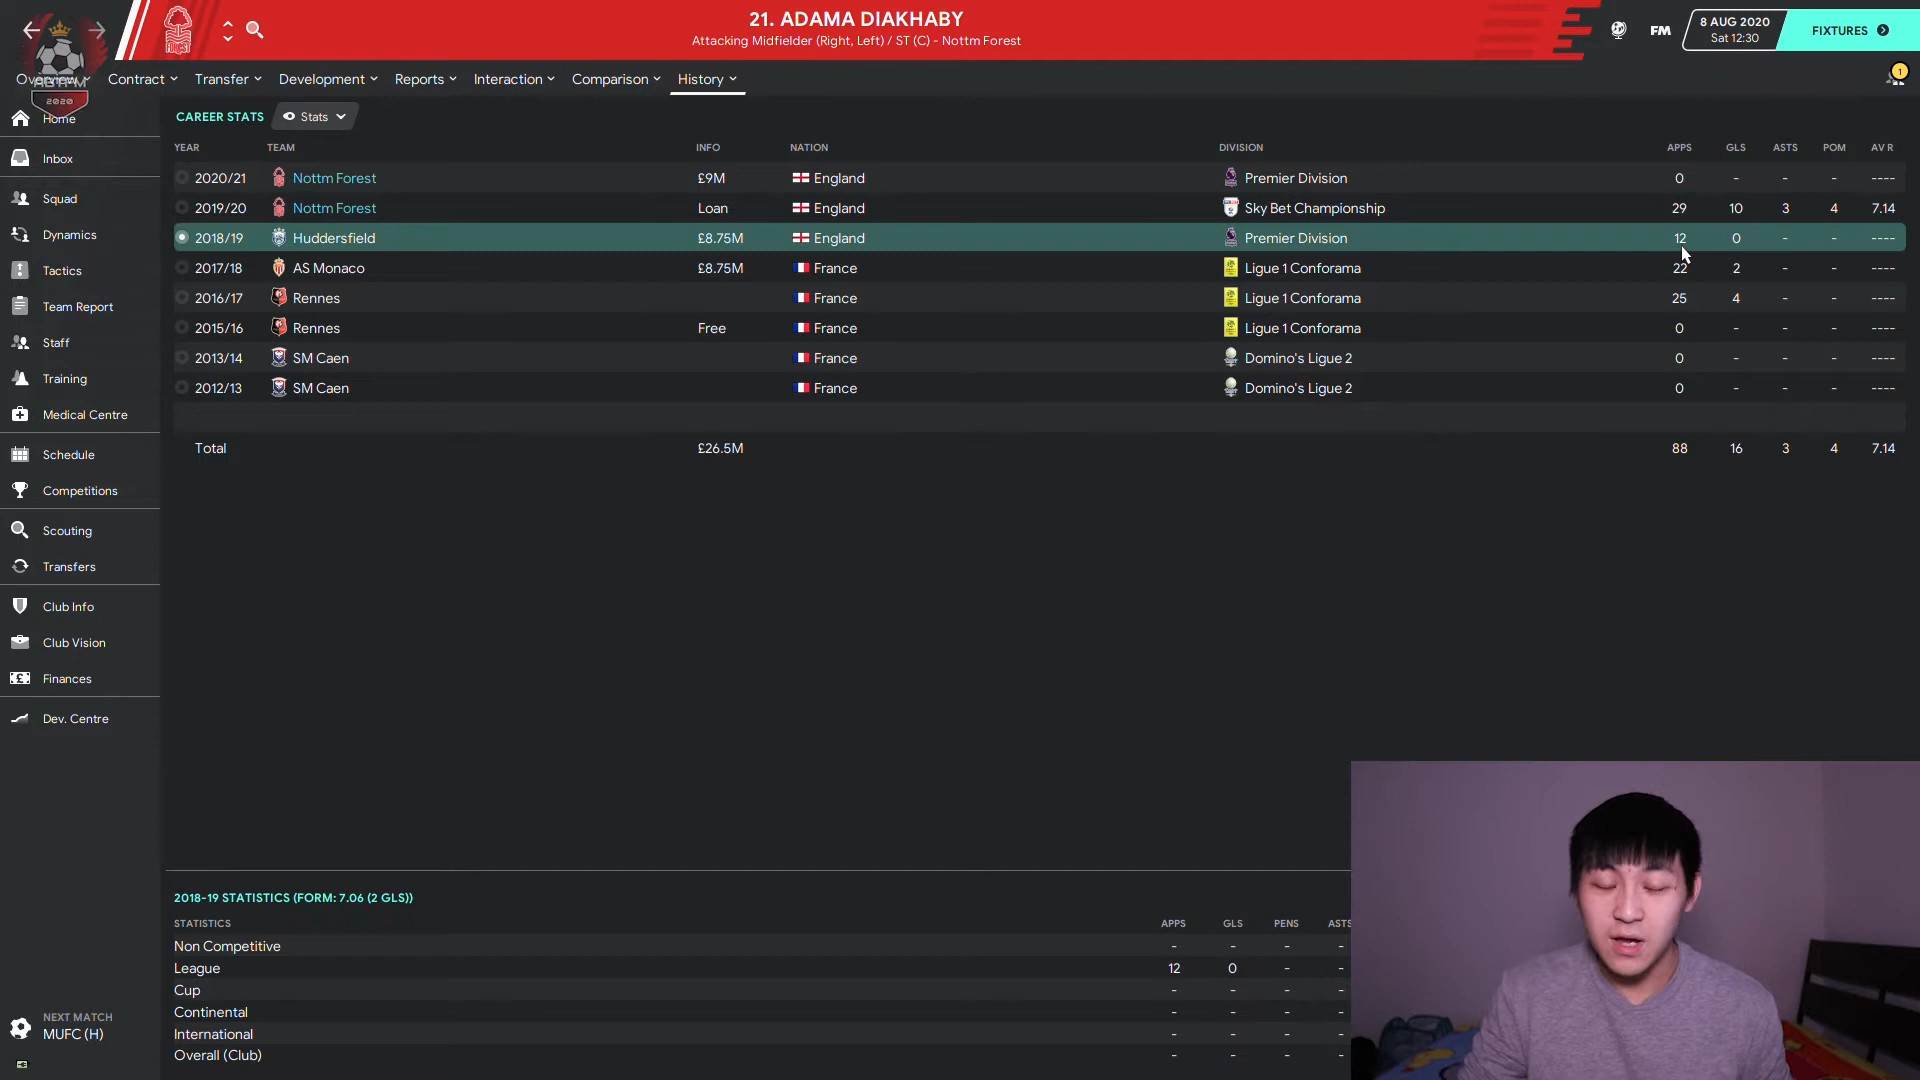 21. ADAMA DIAKHABY
Attacking Midfielder (Right, Left) / ST (C) - Nottm Forest
FOREST
FM
8 AUG 2020
Sat 12:30
FIXTURES
2020
Contract
Transfer
Development
Reports
Interaction
Comparison
History
1
Home
Inbox
Squad
Dynamics
Tactics
Team Report
Staff
Training
Medical Centre
Schedule
Competitions
Scouting
Transfers
Club Info
Club Vision
Finances
Dev. Centre
NEXT MATCH
MUFC (H)
CAREER STATS Stats
YEAR TEAM INFO NATION DIVISION APPS GLS ASTS POM AV R
2020/21 Nottm Forest £9M England Premier Division 0 - - - ----
2019/20 Nottm Forest Loan England Sky Bet Championship 29 10 3 4 7.14
2018/19 Huddersfield £8.75M England Premier Division 12 0 - - ----
2017/18 AS Monaco £8.75M France Ligue 1 Conforama 22 2 - - ----
2016/17 Rennes France Ligue 1 Conforama 25 4 - - ----
2015/16 Rennes Free France Ligue 1 Conforama 0 - - - ----
2013/14 SM Caen France Domino's Ligue 2 0 - - - ----
2012/13 SM Caen France Domino's Ligue 2 0 - - - ----
Total £26.5M 88 16 3 4 7.14
2018-19 STATISTICS (FORM: 7.06 (2 GLS))
STATISTICS APPS GLS PENS ASTS
Non Competitive - - - -
League 12 0 - -
Cup - - - -
Continental - - - -
International - - - -
Overall (Club) - - - -